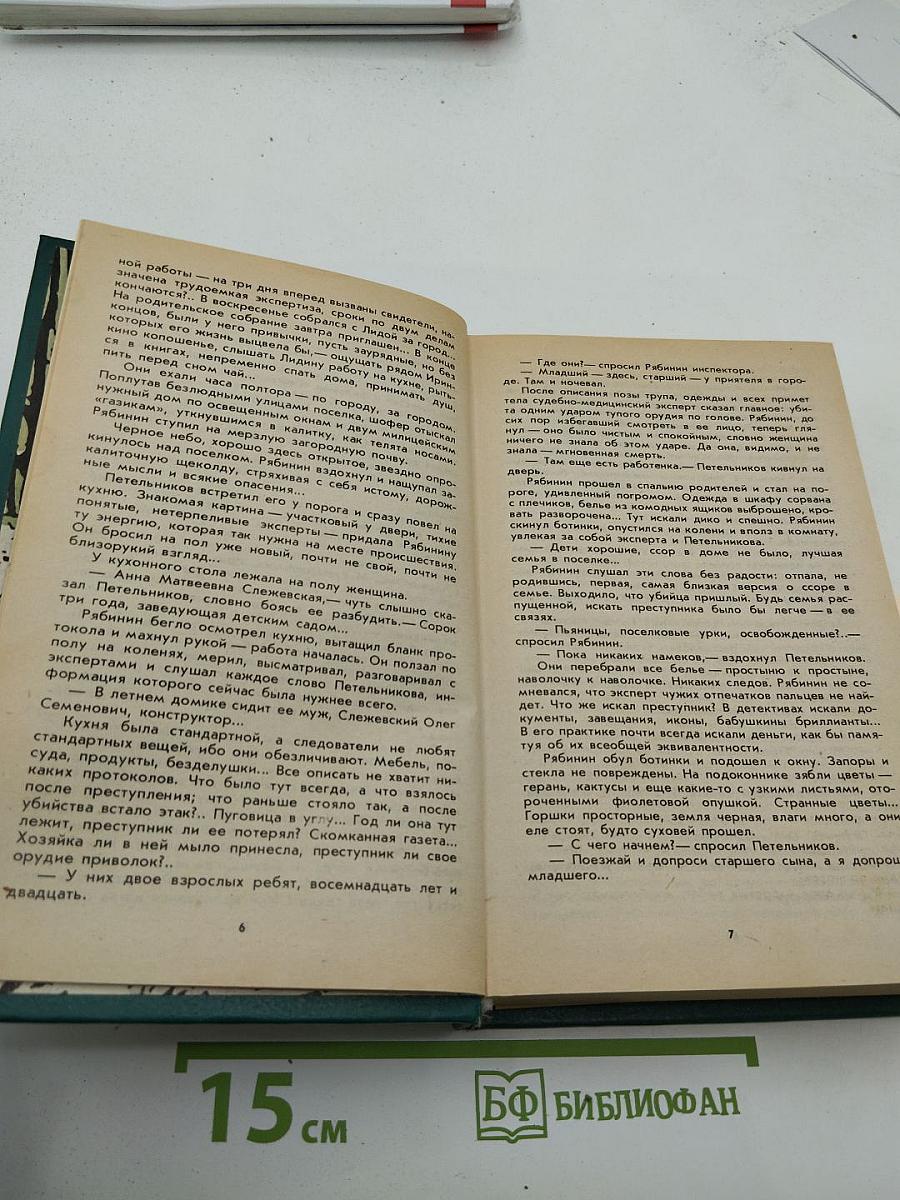 ной работы — на три дня вперед вызваны свидетели, на-
значена трудоемкая экспертиза, сроки по двум делам
кончаются?.. В воскресенье собрался с Лидой за город...
На родительское собрание завтра приглашен... В конце
концов, были у него привычки, пусть заурядные, но без
которых его жизнь выцвела бы,— ощущать рядом Ирин-
кино копошенье, слышать Лидину работу на кухне, рыть-
ся в книгах, непременно спать дома, принимать душ,
пить перед сном чай...
Они ехали часа полтора — по городу, за городом.
Поплутав безлюдными улицами поселка, шофер отыскал
нужный дом по освещенным окнам и двум милицейским
«газикам», уткнувшимся в калитку, как телята носами.
Рябинин ступил на мерзлую загородную почву.
Черное небо, хорошо здесь открытое, звездно опро-
кинулось над поселком. Рябинин вздохнул и нащупал за-
калиточную щеколду, стряхивая с себя истому, дорож-
ные мысли и всякие опасения...
Петельников встретил его у порога и сразу повел на
кухню. Знакомая картина — участковый у двери, тихие
понятые, нетерпеливые эксперты — придала Рябинину
ту энергию, которая так нужна на месте происшествия.
Он бросил на пол уже новый, почти не свой, почти не
близорукий взгляд...
У кухонного стола лежала на полу женщина.
— Анна Матвеевна Слежевская,— чуть слышно ска-
зал Петельников, словно боясь ее разбудить.— Сорок
три года, заведующая детским садом...
Рябинин бегло осмотрел кухню, вытащил бланк про-
токола и махнул рукой — работа началась. Он ползал по
полу на коленях, мерил, высматривал, разговаривал с
экспертами и слушал каждое слово Петельникова, ин-
формация которого сейчас была нужнее всего.
— В летнем домике сидит ее муж, Слежевский Олег
Семенович, конструктор...
Кухня была стандартной, а следователи не любят
стандартных вещей, ибо они обезличивают. Мебель, по-
суда, продукты, безделушки... Все описать не хватит ни-
каких протоколов. Что было тут всегда, а что взялось
после преступления; что раньше стояло так, а после
убийства встало этак?.. Пуговица в углу... Год ли она тут
лежит, преступник ли ее потерял? Скомканная газета...
Хозяйка ли в ней мыло принесла, преступник ли свое
орудие приволок?..
— У них двое взрослых ребят, восемнадцать лет и
двадцать.
6
— Где они?— спросил Рябинин инспектора.
— Младший — здесь, старший — у приятеля в горо-
де. Там и ночевал.
После описания позы трупа, одежды и всех примет
тела судебно-медицинский эксперт сказал главное: уби-
та одним ударом тупого орудия по голове. Рябинин, до
сих пор избегавший смотреть в ее лицо, теперь гля-
нул — оно было чистым и спокойным, словно женщина
ничего не знала об этом ударе. Да она, видимо, и не
знала — мгновенная смерть.
— Там еще есть работенка.— Петельников кивнул на
дверь.
Рябинин прошел в спальню родителей и стал на по-
роге, удивленный погромом. Одежда в шкафу сорвана
с плечиков, белье из комодных ящиков выброшено, кро-
вать разворочена... Тут искали дико и спешно. Рябинин
скинул ботинки, опустился на колени и вполз в комнату,
увлекая за собой эксперта и Петельникова.
— Дети хорошие, ссор в доме не было, лучшая
семья в поселке...
Рябинин слушал эти слова без радости: отпала, не
родившись, первая, самая близкая версия о ссоре в
семье. Выходило, что убийца пришлый. Будь семья рас-
пущенной, искать преступника было бы легче — в ее
связях.
— Пьяницы, поселковые урки, освобожденные?..—
спросил Рябинин.
— Пока никаких намеков,— вздохнул Петельников.
Они перебрали все белье — простыню к простыне,
наволочку к наволочке. Никаких следов. Рябинин не со-
мневался, что эксперт чужих отпечатков пальцев не най-
дет. Что же искал преступник? В детективах искали до-
кументы, завещания, иконы, бабушкины бриллианты...
В его практике почти всегда искали деньги, как бы памя-
туя об их всеобщей эквивалентности.
Рябинин обул ботинки и подошел к окну. Запоры и
стекла не повреждены. На подоконнике зябли цветы —
герань, кактусы и еще какие-то с узкими листьями, ото-
роченными фиолетовой опушкой. Странные цветы...
Горшки просторные, земля черная, влаги много, а они
еле стоят, будто суховей прошел.
— С чего начнем?— спросил Петельников.
— Поезжай и допроси старшего сына, а я допрош
младшего...
7
15 см
БФ БИБЛИОФАН